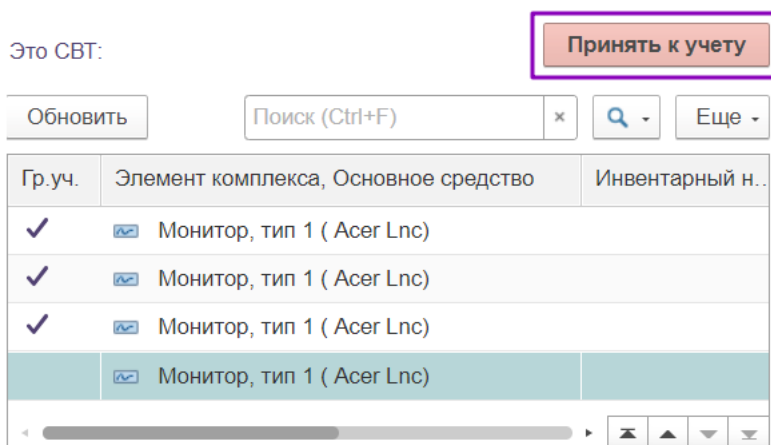 Это СВТ:
Принять к учету
Обновить
Поиск (Ctrl+F)
×
Еще
Гр.уч.
Элемент комплекса, Основное средство
Инвентарный н..
Монитор, тип 1 ( Acer Lnc)
Монитор, тип 1 ( Acer Lnc)
Монитор, тип 1 ( Acer Lnc)
Монитор, тип 1 ( Acer Lnc)